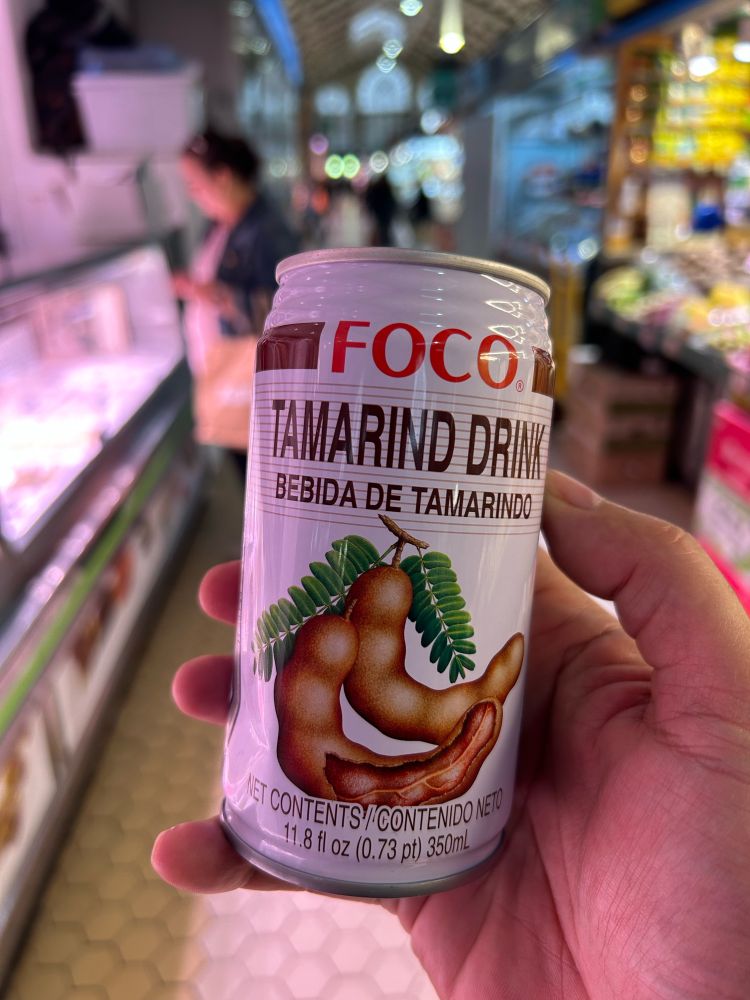 FOCO®
TAMARIND DRINK
BEBIDA DE TAMARINDO
NET CONTENTS/CONTENIDO NETO
11.8 fl oz (0.73 pt) 350mL